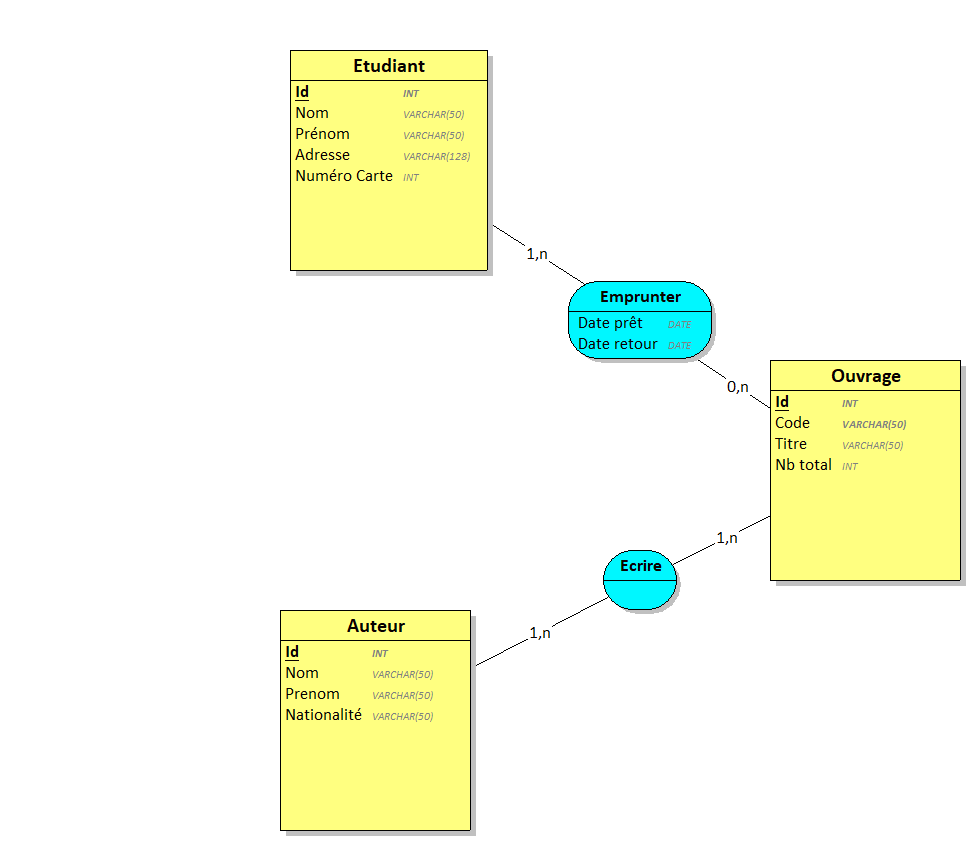 Etudiant
Id INT
Nom VARCHAR(50)
Prénom VARCHAR(50)
Adresse VARCHAR(128)
Numéro Carte INT
1,n
Emprunter
Date prêt DATE
Date retour DATE
0,n
Ouvrage
Id INT
Code VARCHAR(50)
Titre VARCHAR(50)
Nb total INT
1,n
Ecrire
1,n
Auteur
Id INT
Nom VARCHAR(50)
Prenom VARCHAR(50)
Nationalité VARCHAR(50)